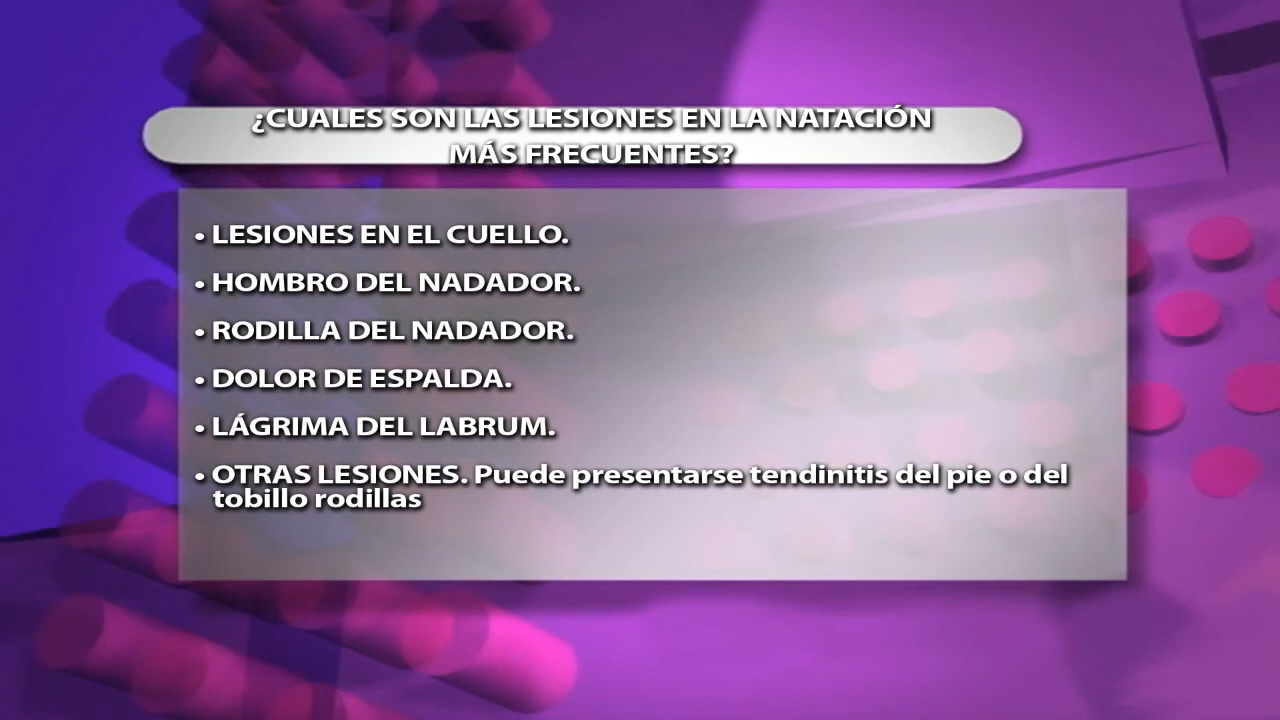 ¿CUALES SON LAS LESIONES EN LA NATACIÓN
MÁS FRECUENTES?
• LESIONES EN EL CUELLO.
• HOMBRO DEL NADADOR.
• RODILLA DEL NADADOR.
• DOLOR DE ESPALDA.
• LÁGRIMA DEL LABRUM.
• OTRAS LESIONES. Puede presentarse tendinitis del pie o del
tobillo rodillas